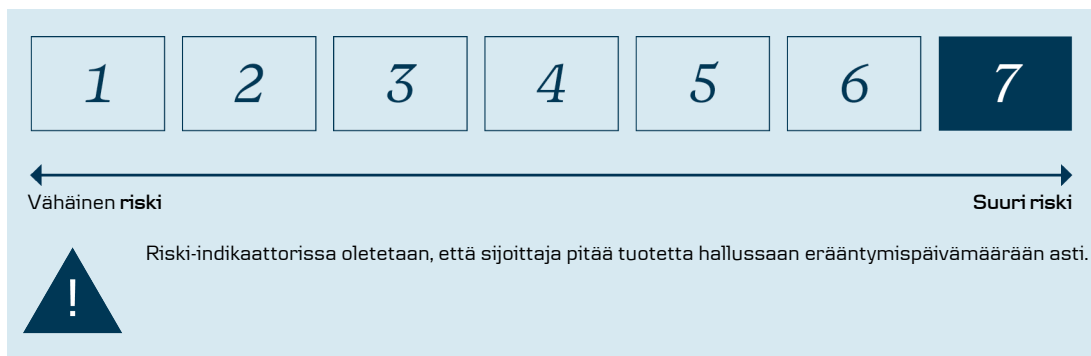 1 2 3 4 5 6 7
Vähäinen riski Suuri riski
Riski-indikaattorissa oletetaan, että sijoittaja pitää tuotetta hallussaan erääntymispäivämäärään asti.
!